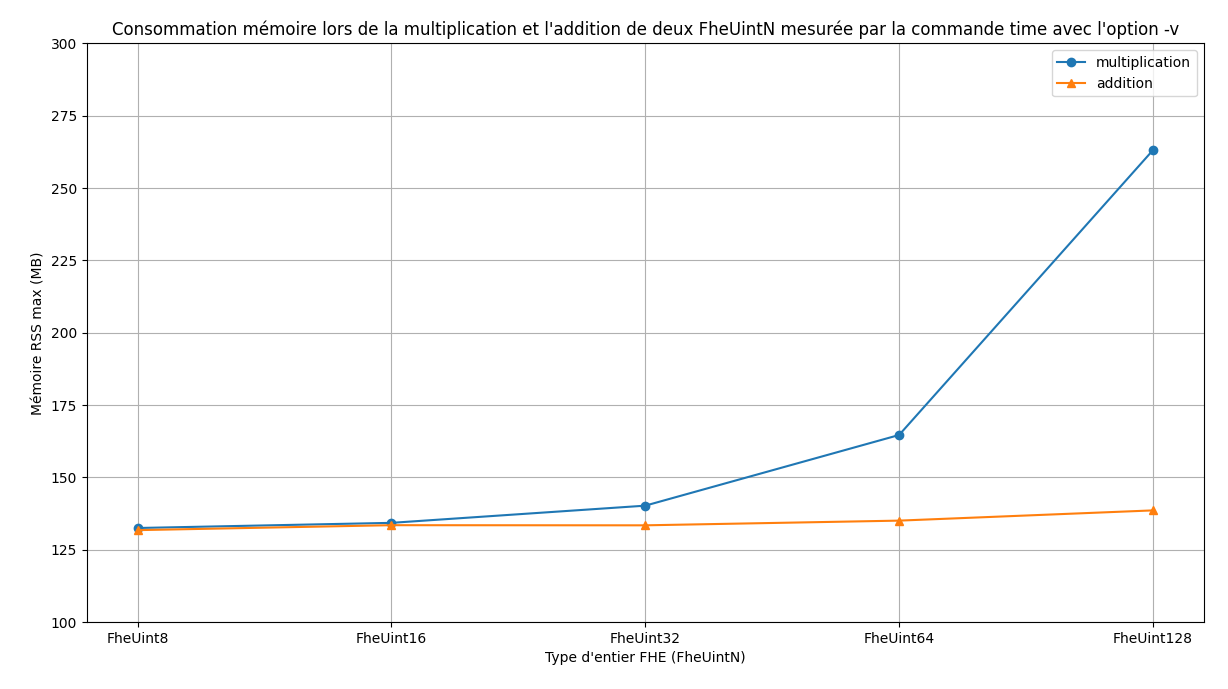 Consommation mémoire lors de la multiplication et l'addition de deux FheUintN mesurée par la commande time avec l'option -v
multiplication
addition
300
275
250
225
200
175
150
125
100
Mémoire RSS max (MB)
FheUint8
FheUint16
FheUint32
FheUint64
FheUint128
Type d'entier FHE (FheUintN)